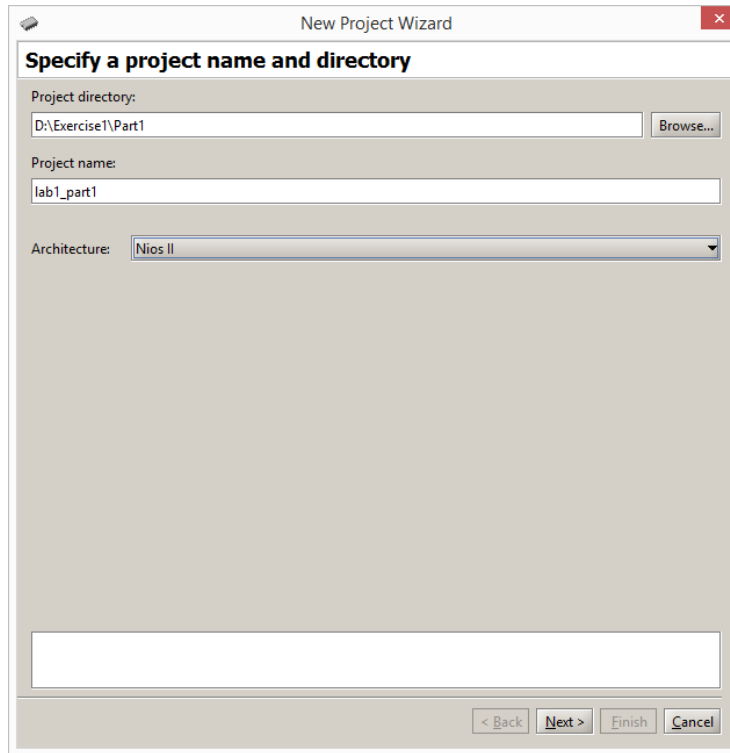 New Project Wizard
Specify a project name and directory
Project directory:
D:\Exercise1\Part1
Browse...
Project name:
lab1_part1
Architecture: Nios II
< Back Next > Finish Cancel